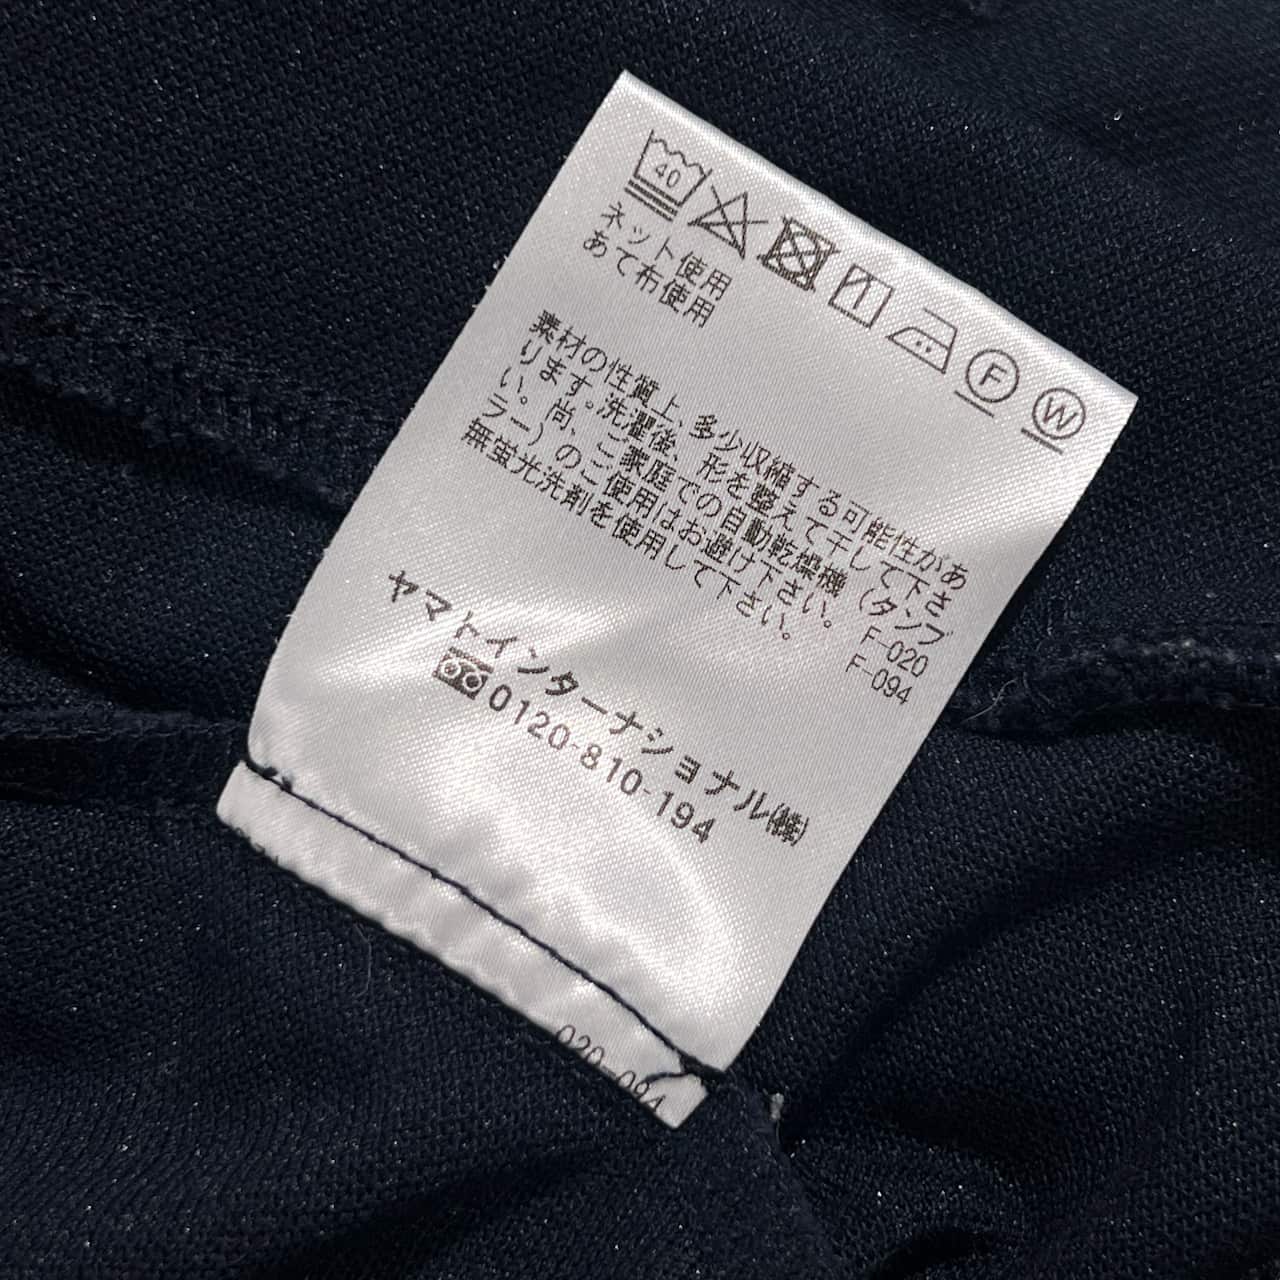 40
F
W
ネット使用
あて布使用
素材の性質上、多少収縮する可能性があ
ります。洗濯後、形を整えて干して下さ
い。尚、ご家庭での自動乾燥機(タンブ
ラー)のご使用はお避け下さい。 F-020
無蛍光洗剤を使用して下さい。 F-094
ヤマトインターナショナル(株)
0120-810-194
020-094